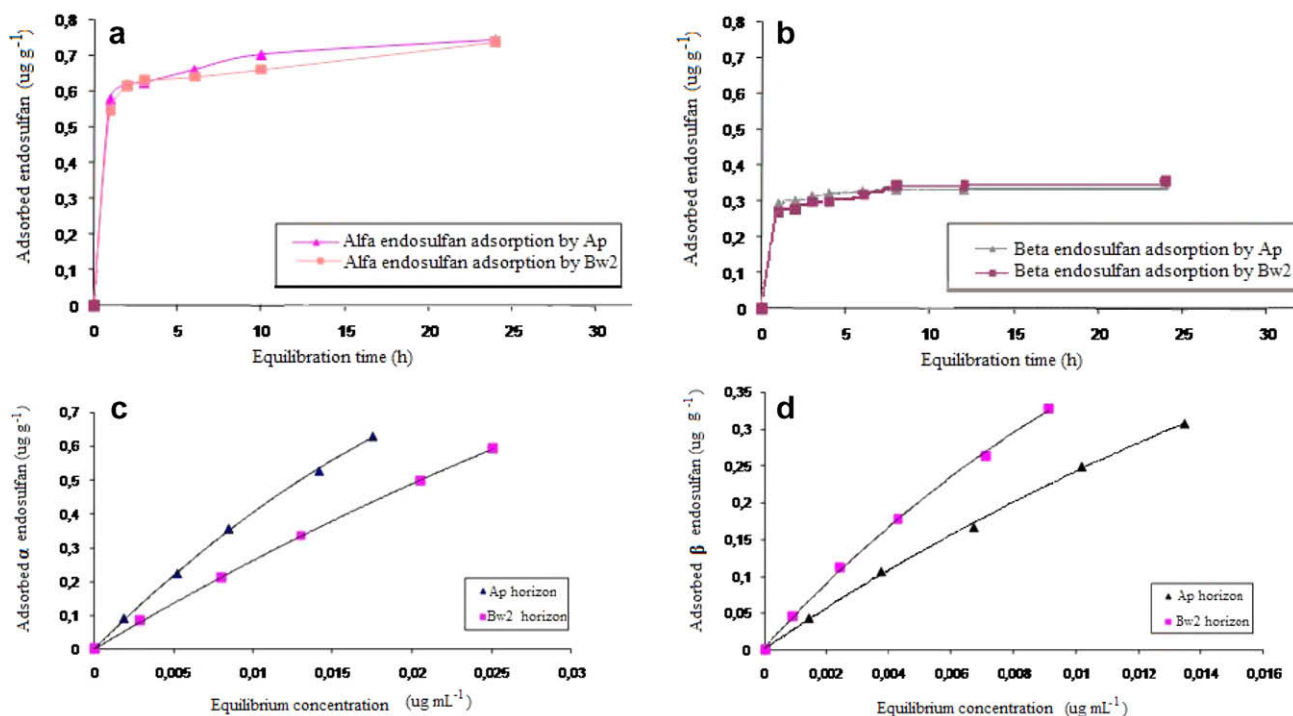 a
Adsorbed endosulfan (ug g-1)
0,8
0,7
0,6
0,5
0,4
0,3
0,2
0,1
0
Alfa endosulfan adsorption by Ap
Alfa endosulfan adsorption by Bw2
0 5 10 15 20 25 30
Equilibration time (h)
b
Adsorbed endosulfan (ug g-1)
0,8
0,7
0,6
0,5
0,4
0,3
0,2
0,1
0
Beta endosulfan adsorption by Ap
Beta endosulfan adsorption by Bw2
0 5 10 15 20 25 30
Equilibration time (h)
c
Adsorbed α endosulfan (ug g-1)
0,7
0,6
0,5
0,4
0,3
0,2
0,1
0
Ap horizon
Bw2 horizon
0 0,005 0,01 0,015 0,02 0,025 0,03
Equilibrium concentration (ug mL-1)
d
Adsorbed β endosulfan (ug g-1)
0,35
0,3
0,25
0,2
0,15
0,1
0,05
0
Ap horizon
Bw2 horizon
0 0,002 0,004 0,006 0,008 0,01 0,012 0,014 0,016
Equilibrium concentration (ug mL-1)